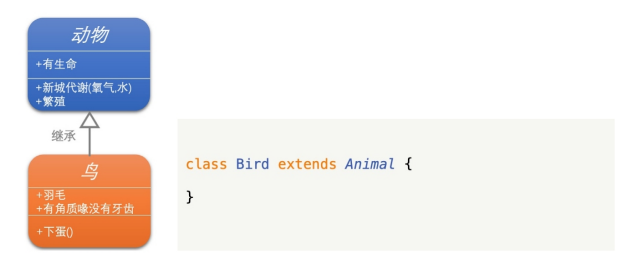 动物
+有生命
+新城代谢(氧气,水)
+繁殖
继承
鸟
+羽毛
+有角质喙没有牙齿
+下蛋()
class Bird extends Animal {
}